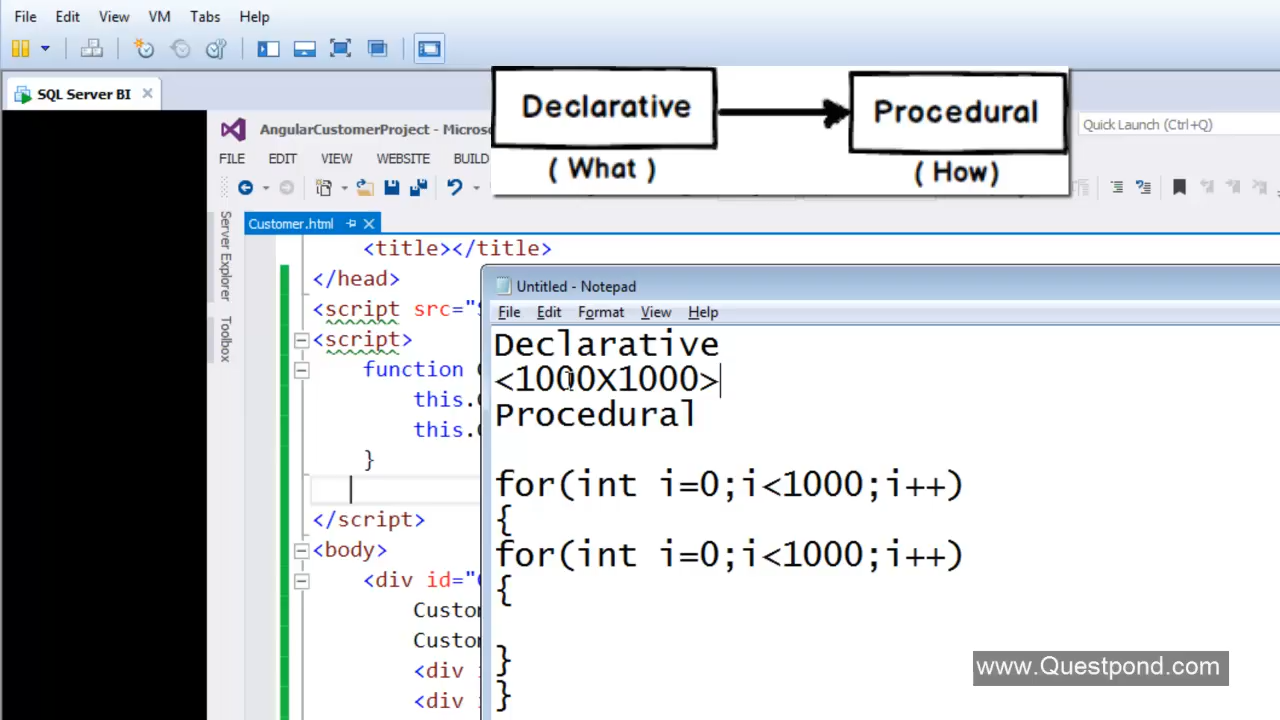 File Edit View VM Tabs Help
SQL Server BI
Declarative
( What )
Procedural
( How)
AngularCustomerProject - Micros
Quick Launch (Ctrl+Q)
FILE EDIT VIEW WEBSITE BUILD
Server Explorer
Toolbox
Customer.html
<title></title>
</head>
<script src="
<script>
function
this.
this.
}
</script>
<body>
<div id="
Custo
Custo
<div
<div
Untitled - Notepad
File Edit Format View Help
Declarative
<1000X1000>
Procedural
for(int i=0;i<1000;i++)
{
for(int i=0;i<1000;i++)
{
}
}
www.Questpond.com